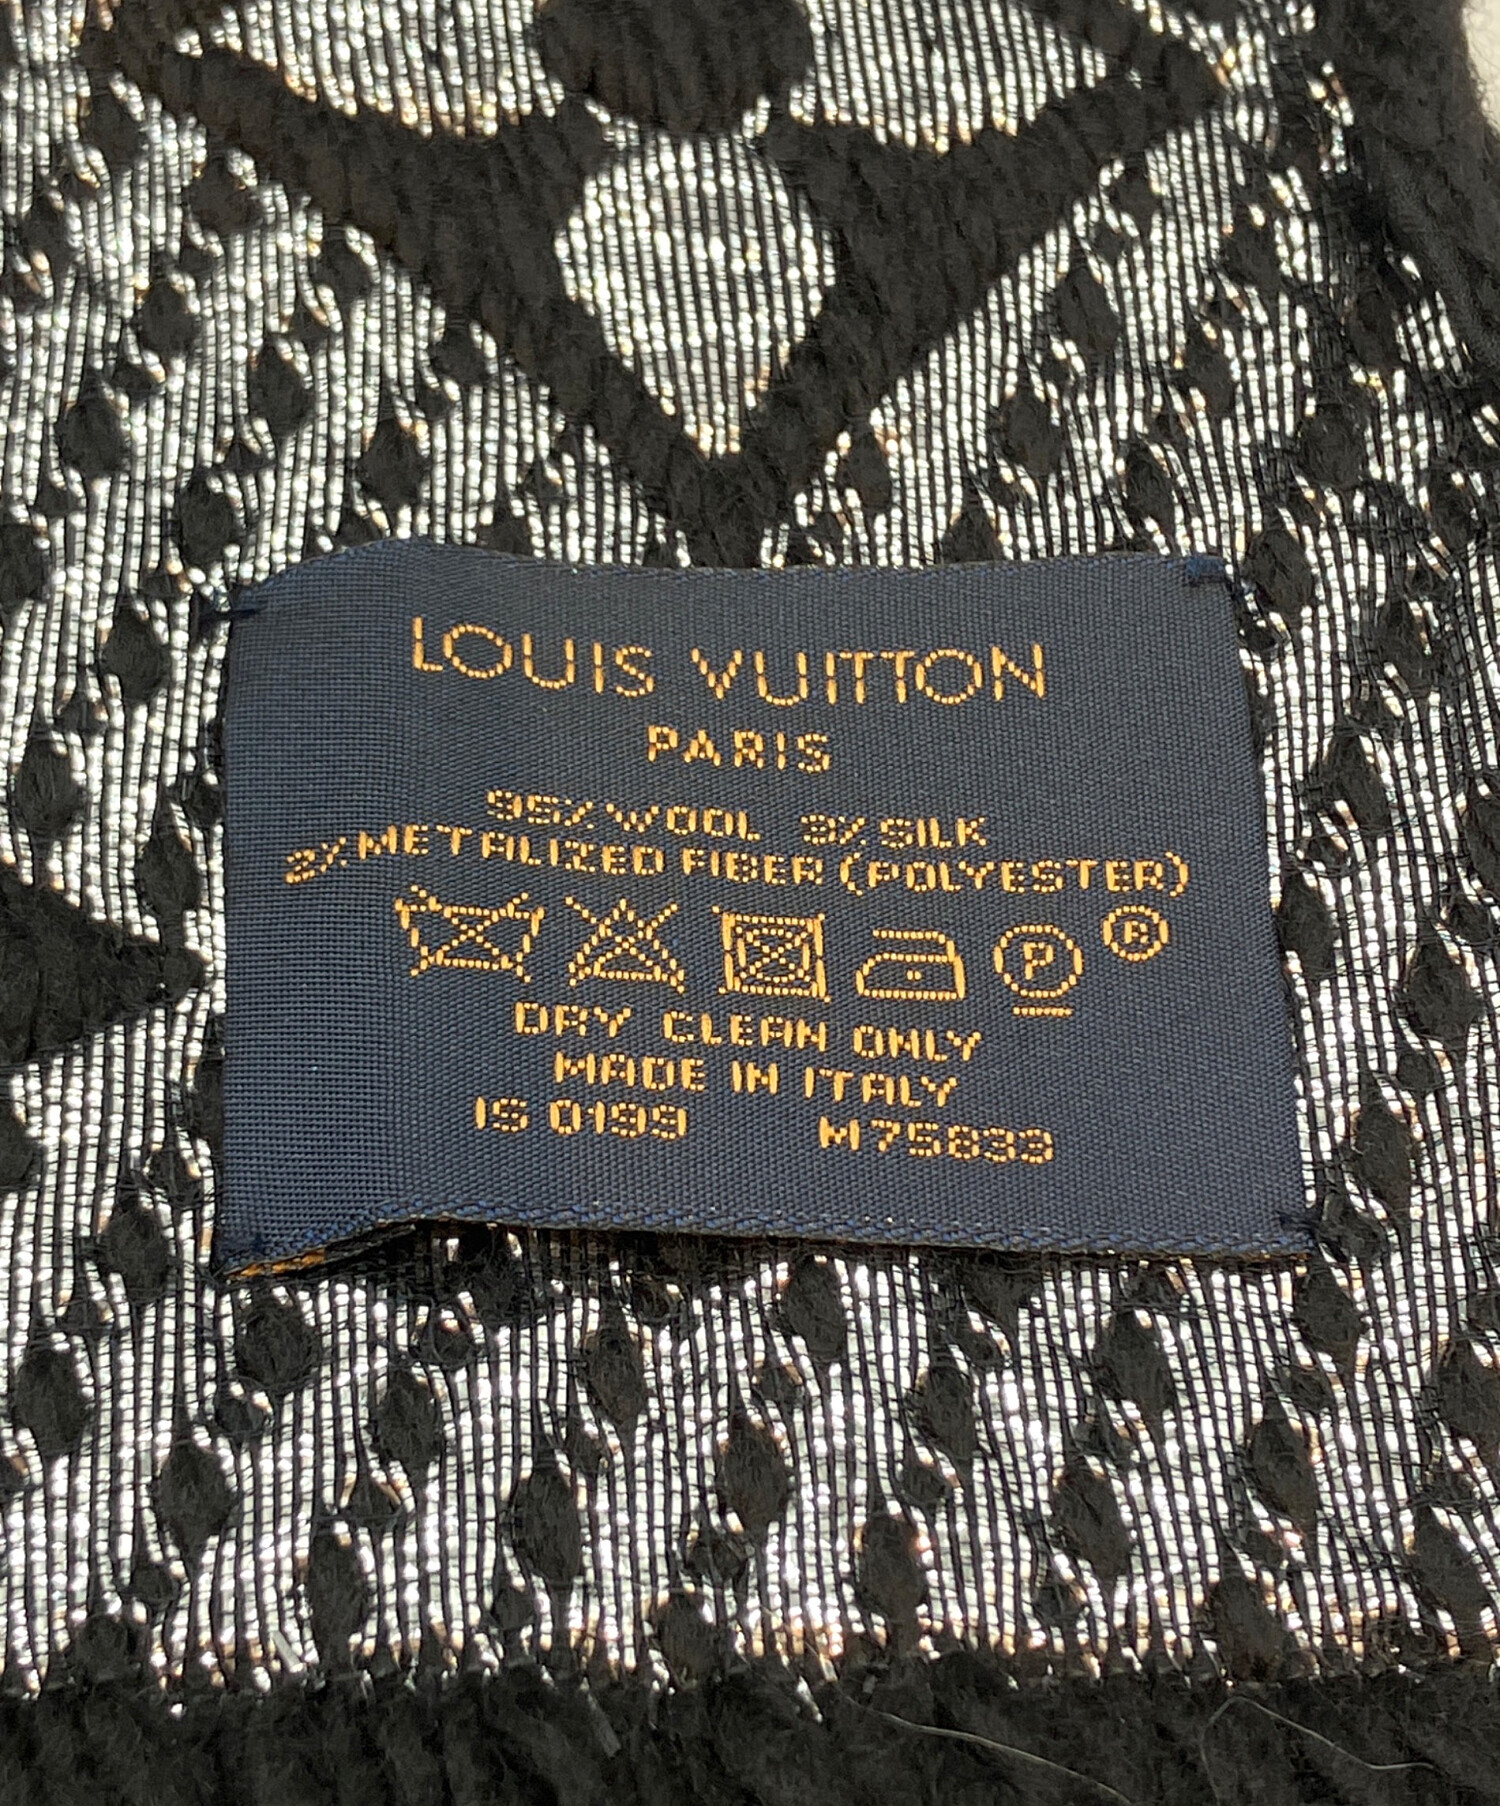 LOUIS VUITTON
PARIS
95% WOOL 3% SILK
2% METALIZED FIBER (POLYESTER)
P ®
DRY CLEAN ONLY
MADE IN ITALY
IS 0199 M75833